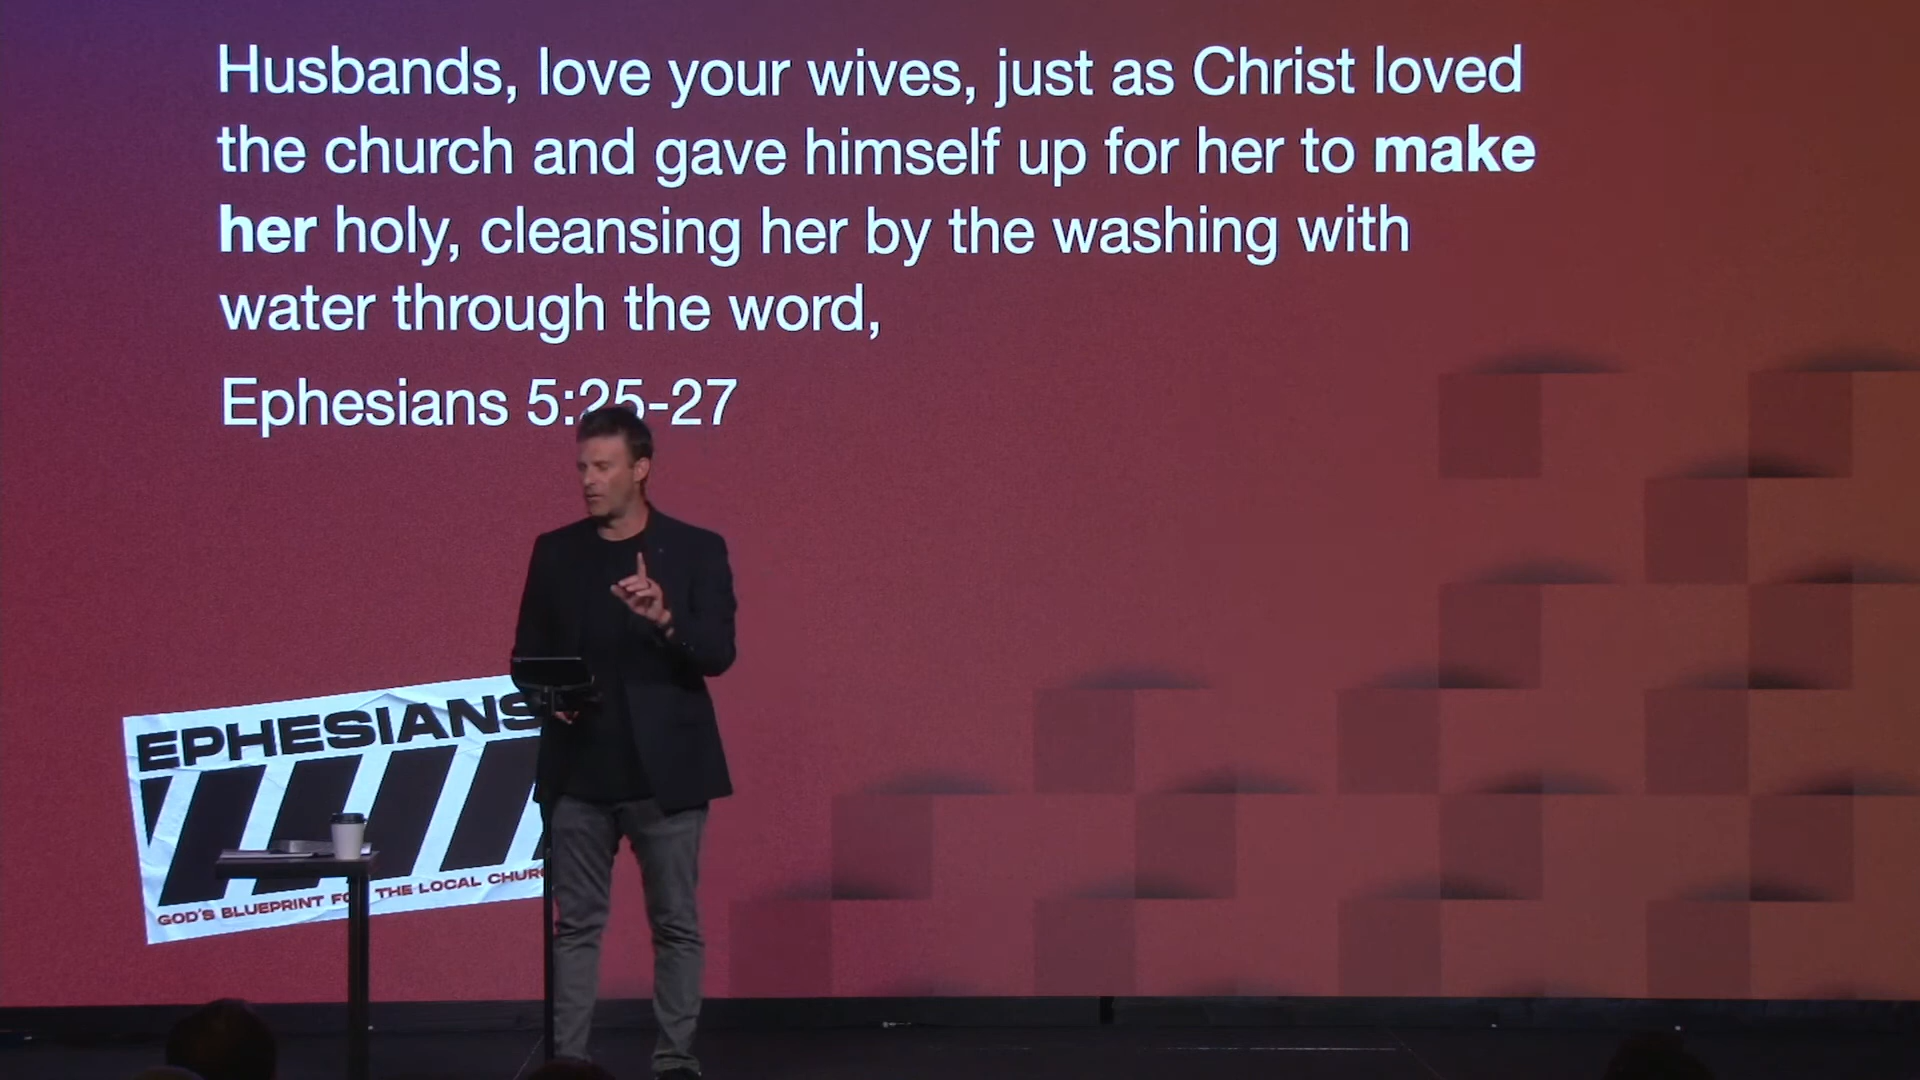 Husbands, love your wives, just as Christ loved
the church and gave himself up for her to make
her holy, cleansing her by the washing with
water through the word,
Ephesians 5:25-27
EPHESIANS
GOD'S BLUEPRINT FOR THE LOCAL CHUR